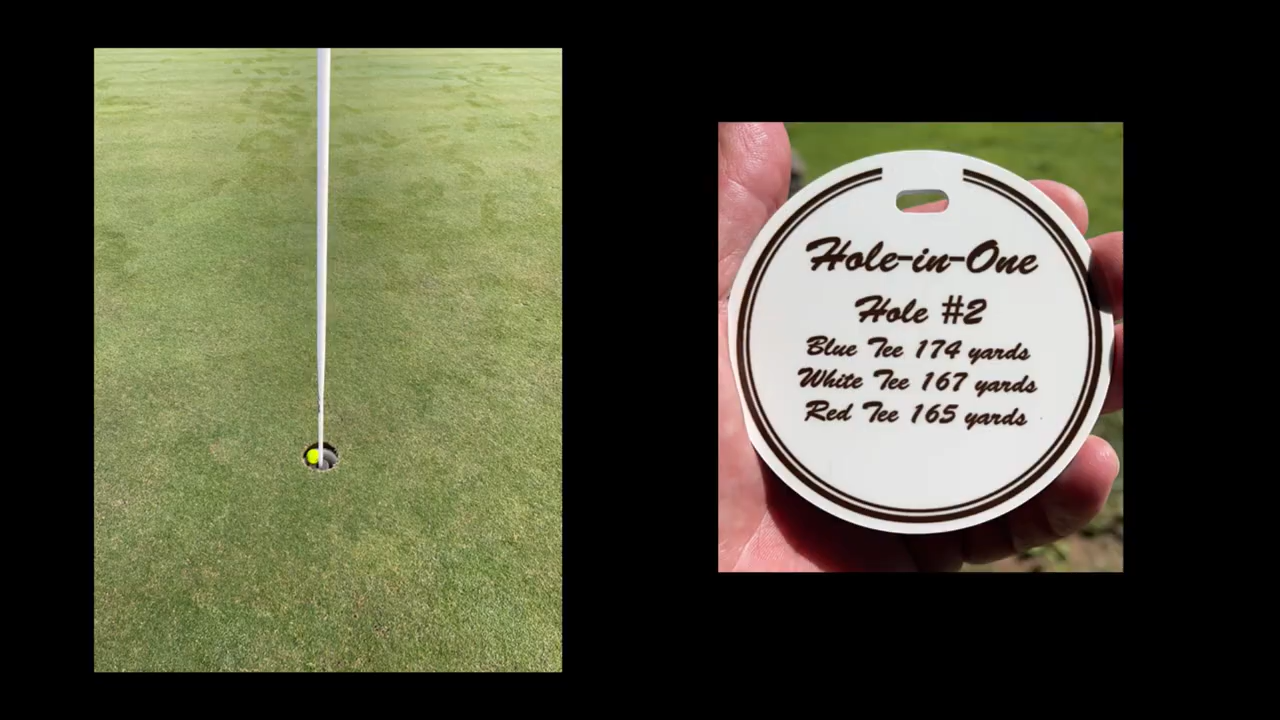 Hole-in-One
Hole #2
Blue Tee 174 yards
White Tee 167 yards
Red Tee 165 yards